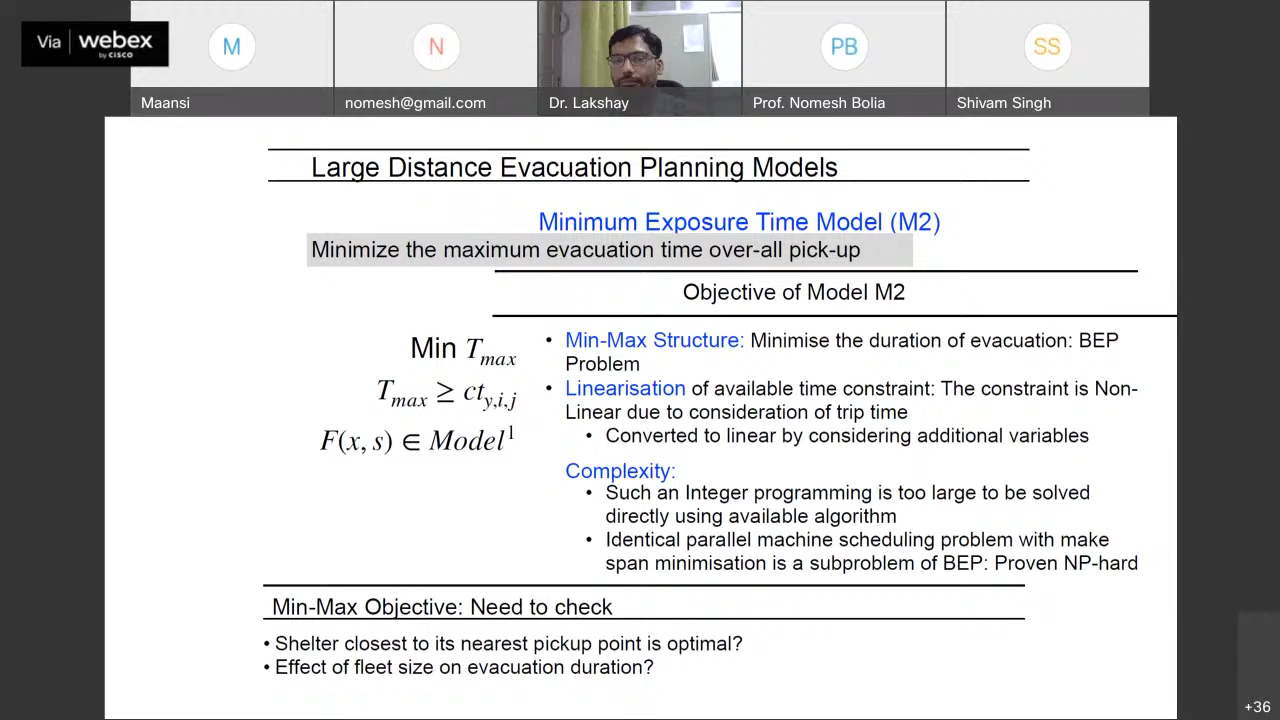 Via webex
by CISCO
M
N
PB
SS
Maansi
nomesh@gmail.com
Dr. Lakshay
Prof. Nomesh Bolia
Shivam Singh
Large Distance Evacuation Planning Models
Minimum Exposure Time Model (M2)
Minimize the maximum evacuation time over-all pick-up
Objective of Model M2
Min T_max
T_max ≥ ct_y,i,j
F(x, s) ∈ Model¹
• Min-Max Structure: Minimise the duration of evacuation: BEP
Problem
• Linearisation of available time constraint: The constraint is Non-
Linear due to consideration of trip time
• Converted to linear by considering additional variables
Complexity:
• Such an Integer programming is too large to be solved
directly using available algorithm
• Identical parallel machine scheduling problem with make
span minimisation is a subproblem of BEP: Proven NP-hard
Min-Max Objective: Need to check
• Shelter closest to its nearest pickup point is optimal?
• Effect of fleet size on evacuation duration?
+36